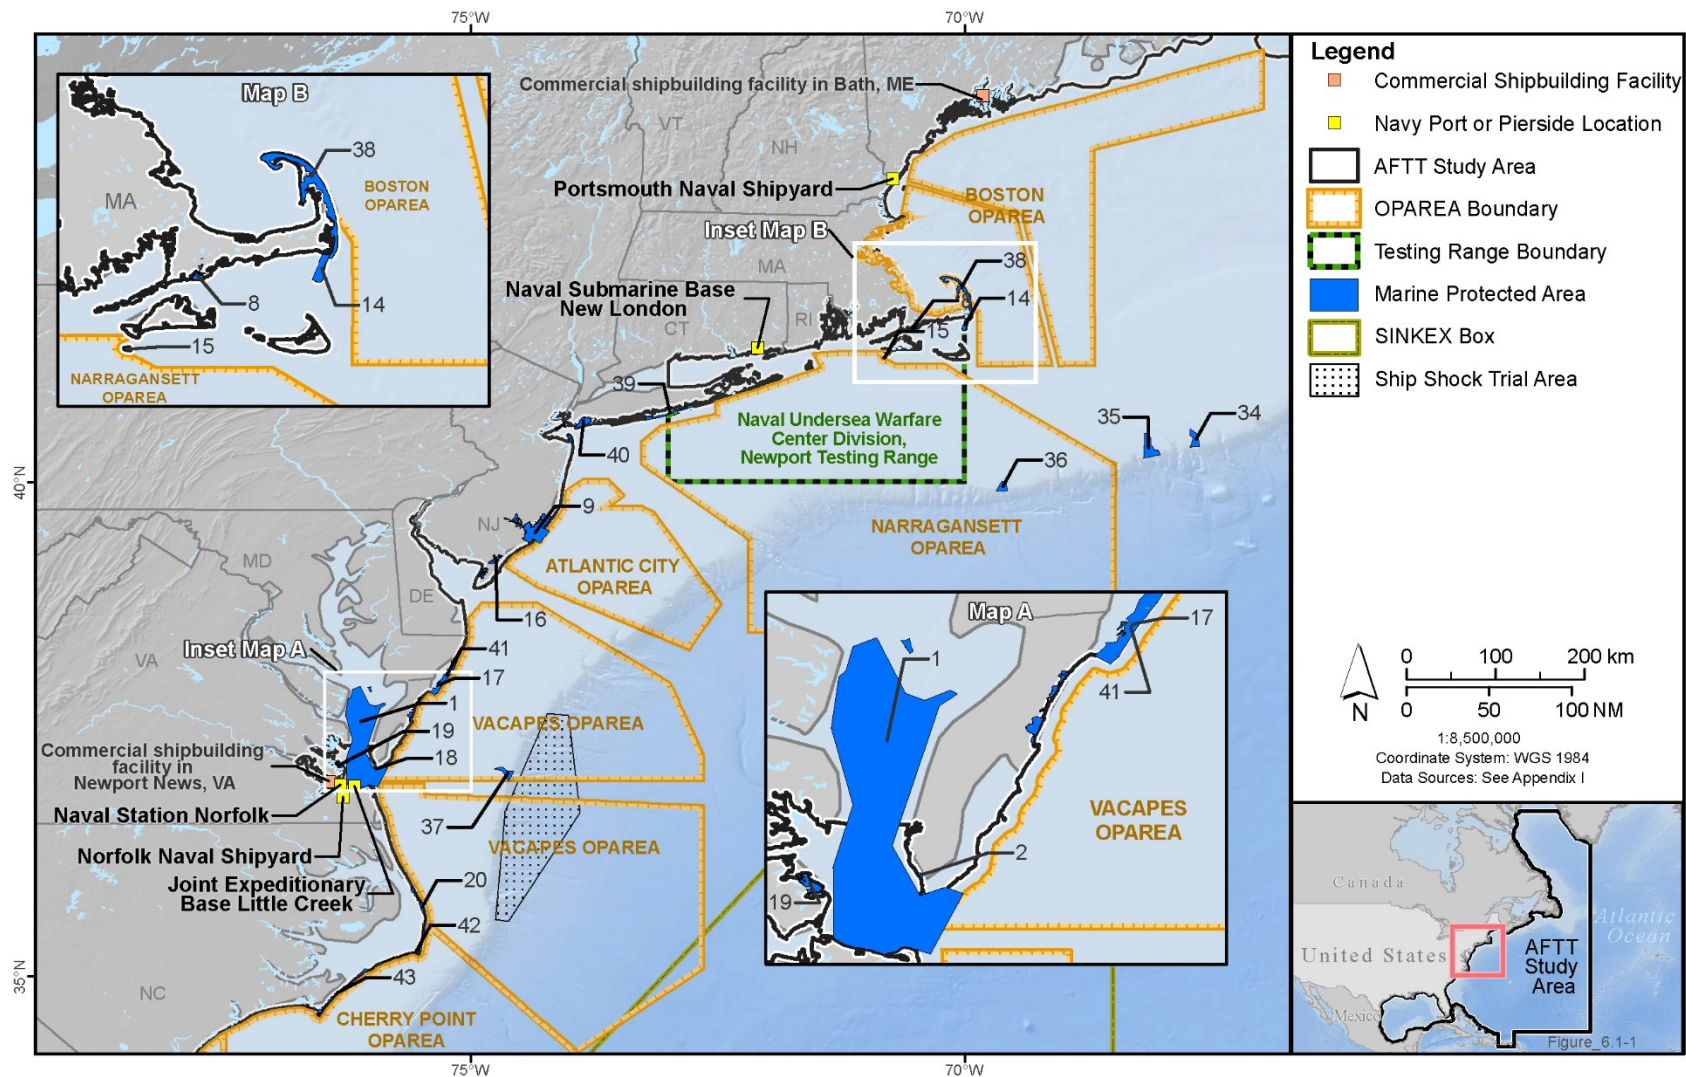 75°W
70°W
Map B
38
MA
BOSTON
OPAREA
8
14
15
NARRAGANSETT
OPAREA
Commercial shipbuilding facility in Bath, ME
VT
NH
Portsmouth Naval Shipyard
BOSTON
OPAREA
Inset Map B
MA
38
14
15
Naval Submarine Base
New London
CT
RI
39
40
Naval Undersea Warfare
Center Division,
Newport Testing Range
35
34
36
40°N
NJ
9
NARRAGANSETT
OPAREA
MD
ATLANTIC CITY
OPAREA
DE
16
41
Inset Map A
VA
17
1
VACAPES OPAREA
19
18
Commercial shipbuilding
facility in
Newport News, VA
Naval Station Norfolk
37
Norfolk Naval Shipyard
VACAPES OPAREA
Joint Expeditionary
Base Little Creek
20
42
35°N
43
NC
CHERRY POINT
OPAREA
Map A
17
1
41
VACAPES
OPAREA
2
19
75°W
70°W
Legend
Commercial Shipbuilding Facility
Navy Port or Pierside Location
AFTT Study Area
OPAREA Boundary
Testing Range Boundary
Marine Protected Area
SINKEX Box
Ship Shock Trial Area
N
0 100 200 km
0 50 100 NM
1:8,500,000
Coordinate System: WGS 1984
Data Sources: See Appendix I
Canada
United States
Mexico
Atlantic
Ocean
AFTT
Study
Area
Figure_6.1-1